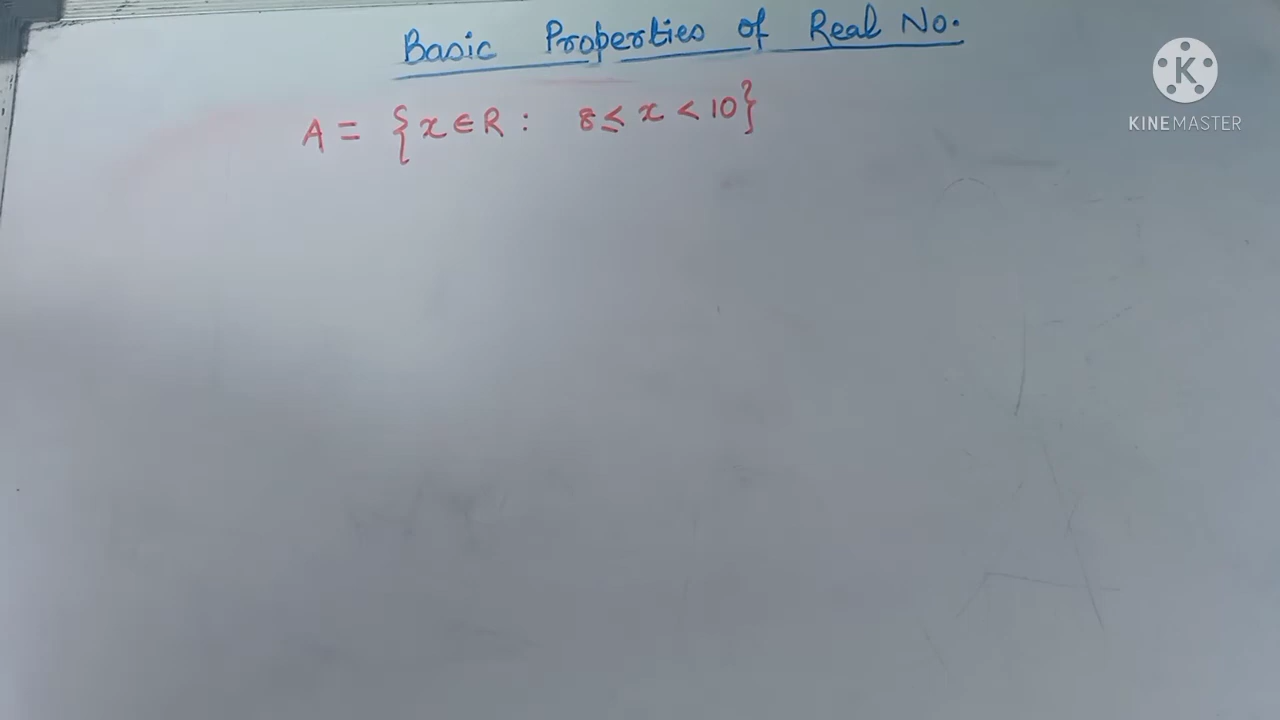 Basic Properties of Real No.
A = {x ∈ R : 8 ≤ x < 10}
K
KINEMASTER